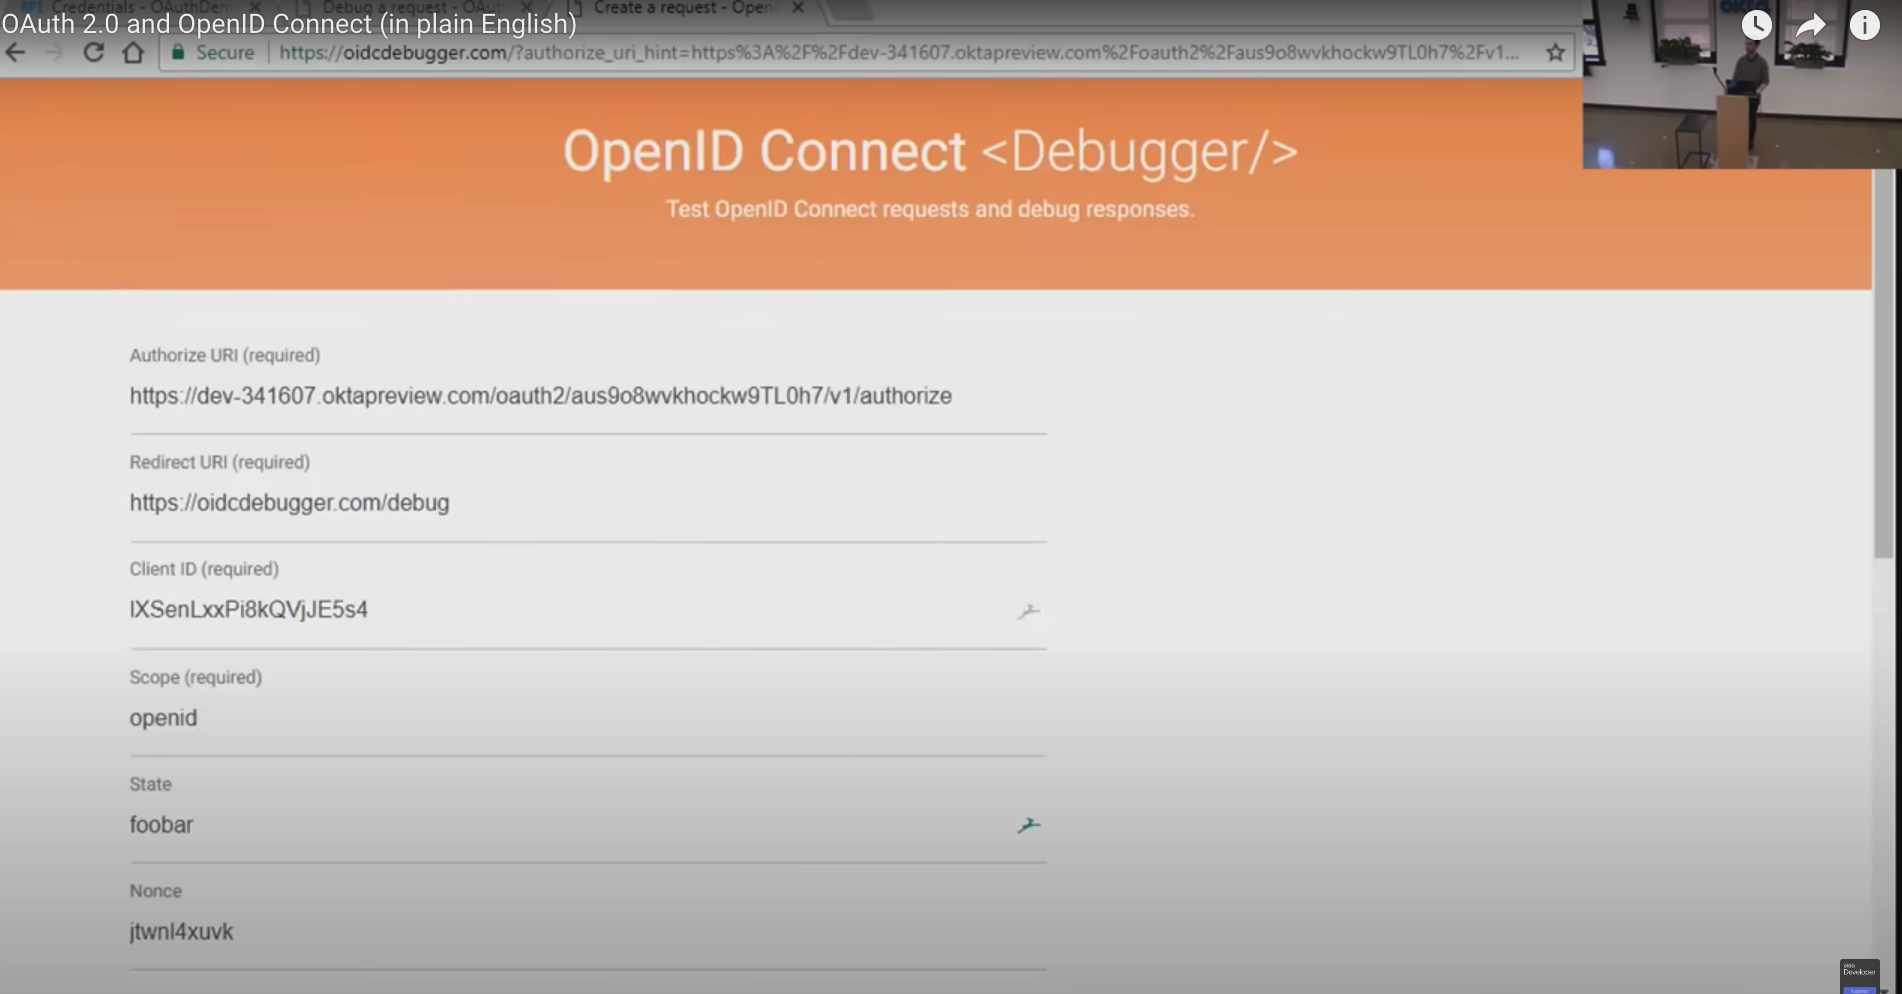 Credentials - OAuthDem
Debug a request - OAut
Create a request - Open
OAuth 2.0 and OpenID Connect (in plain English)
Secure
https://oidcdebugger.com/?authorize_uri_hint=https%3A%2F%2Fdev-341607.oktapreview.com%2Foauth2%2Faus9o8wvkhockw9TL0h7%2Fv1...
OpenID Connect <Debugger/>
Test OpenID Connect requests and debug responses.
Authorize URI (required)
https://dev-341607.oktapreview.com/oauth2/aus9o8wvkhockw9TL0h7/v1/authorize
Redirect URI (required)
https://oidcdebugger.com/debug
Client ID (required)
lXSenLxxPi8kQVjJE5s4
Scope (required)
openid
State
foobar
Nonce
jtwnl4xuvk
okta
Developer